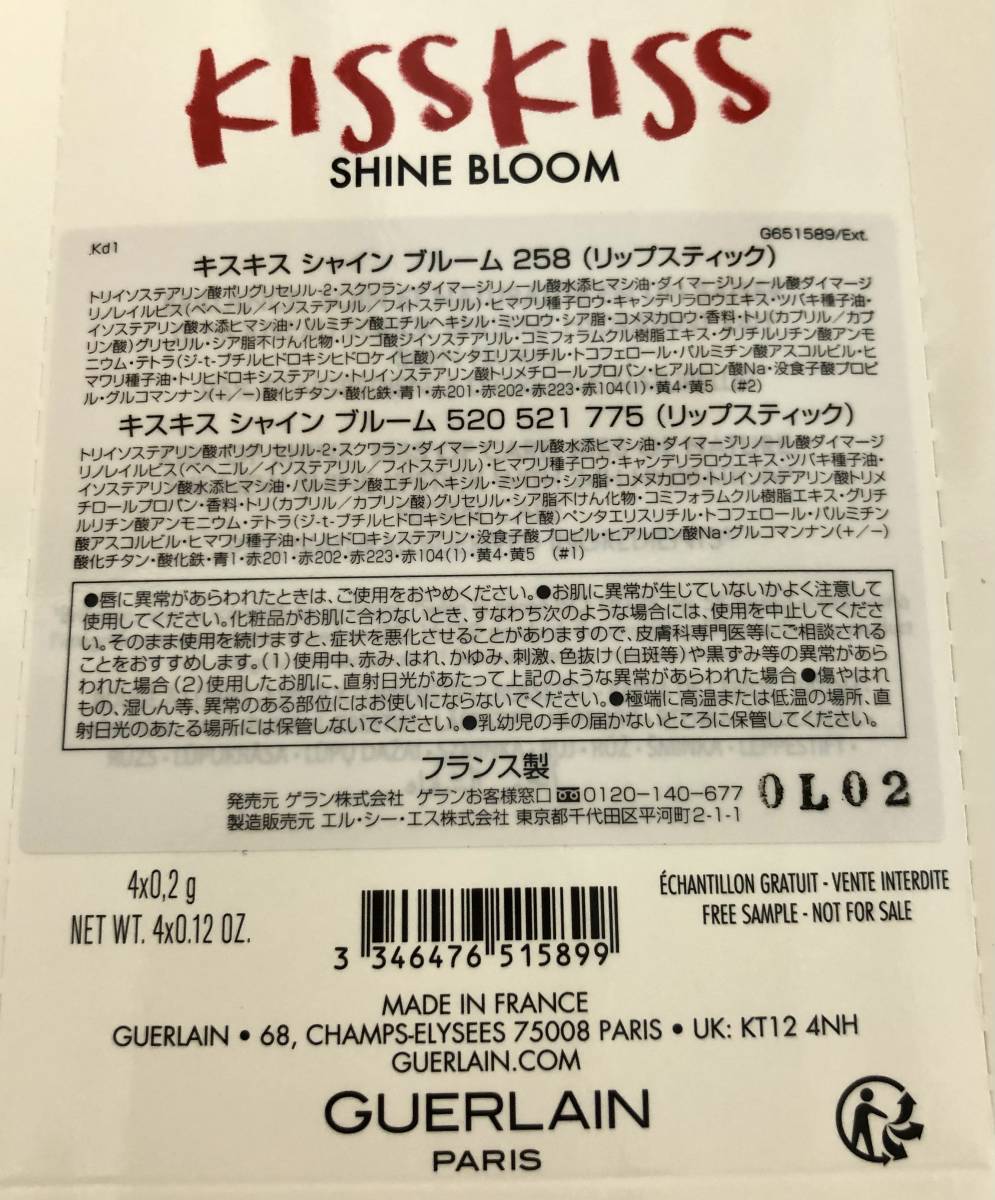 KISSKISS
SHINE BLOOM
Kd1
G651589/Ext.
キスキス シャイン ブルーム 258 (リップスティック)
トリイソステアリン酸ポリグリセリル-2・スクワラン・ダイマージリノール酸水添ヒマシ油・ダイマージリノール酸ダイマージ
リノレイルビス(ベヘニル/イソステアリル/フィトステリル)・ヒマワリ種子ロウ・キャンデリラロウエキス・ツバキ種子油・
イソステアリン酸水添ヒマシ油・パルミチン酸エチルヘキシル・ミツロウ・シア脂・コメヌカロウ・香料・トリ(カプリル/カプ
リン酸)グリセリル・シア脂不けん化物・リンゴ酸ジイソステアリル・コミフォラムクル樹脂エキス・グリチルリチン酸アンモ
ニウム・テトラ(ジ-t-ブチルヒドロキシヒドロケイヒ酸)ペンタエリスリチル・トコフェロール・パルミチン酸アスコルビル・ヒ
マワリ種子油・トリヒドロキシステアリン・トリイソステアリン酸トリメチロールプロパン・ヒアルロン酸Na・没食子酸プロピ
ル・グルコマンナン(+/-)酸化チタン・酸化鉄・青1・赤201・赤202・赤223・赤104(1)・黄4・黄5 (#2)
キスキス シャイン ブルーム 520 521 775 (リップスティック)
トリイソステアリン酸ポリグリセリル-2・スクワラン・ダイマージリノール酸水添ヒマシ油・ダイマージリノール酸ダイマージ
リノレイルビス(ベヘニル/イソステアリル/フィトステリル)・ヒマワリ種子ロウ・キャンデリラロウエキス・ツバキ種子油・
イソステアリン酸水添ヒマシ油・パルミチン酸エチルヘキシル・ミツロウ・シア脂・コメヌカロウ・トリイソステアリン酸トリメ
チロールプロパン・香料・トリ(カプリル/カプリン酸)グリセリル・シア脂不けん化物・コミフォラムクル樹脂エキス・グリチ
ルリチン酸アンモニウム・テトラ(ジ-t-ブチルヒドロキシヒドロケイヒ酸)ペンタエリスリチル・トコフェロール・パルミチン
酸アスコルビル・ヒマワリ種子油・トリヒドロキシステアリン・没食子酸プロピル・ヒアルロン酸Na・グルコマンナン(+/-)
酸化チタン・酸化鉄・青1・赤201・赤202・赤223・赤104(1)・黄4・黄5 (#1)
●唇に異常があらわれたときは、ご使用をおやめください。●お肌に異常が生じていないかよく注意して
使用してください。化粧品がお肌に合わないとき、すなわち次のような場合には、使用を中止してくださ
い。そのまま使用を続けますと、症状を悪化させることがありますので、皮膚科専門医等にご相談される
ことをおすすめします。(1)使用中、赤み、はれ、かゆみ、刺激、色抜け(白斑等)や黒ずみ等の異常があら
われた場合 (2)使用したお肌に、直射日光があたって上記のような異常があらわれた場合 ●傷やはれ
もの、湿しん等、異常のある部位にはお使いにならないでください。●極端に高温または低温の場所、直
射日光のあたる場所には保管しないでください。●乳幼児の手の届かないところに保管してください。
フランス製
発売元 ゲラン株式会社 ゲランお客様窓口 0120-140-677
製造販売元 エル・シー・エス株式会社 東京都千代田区平河町2-1-1
0L02
4x0,2 g
NET WT. 4x0.12 OZ.
ÉCHANTILLON GRATUIT - VENTE INTERDITE
FREE SAMPLE - NOT FOR SALE
3 346476 515899
MADE IN FRANCE
GUERLAIN • 68, CHAMPS-ELYSEES 75008 PARIS • UK: KT12 4NH
GUERLAIN.COM
GUERLAIN
PARIS